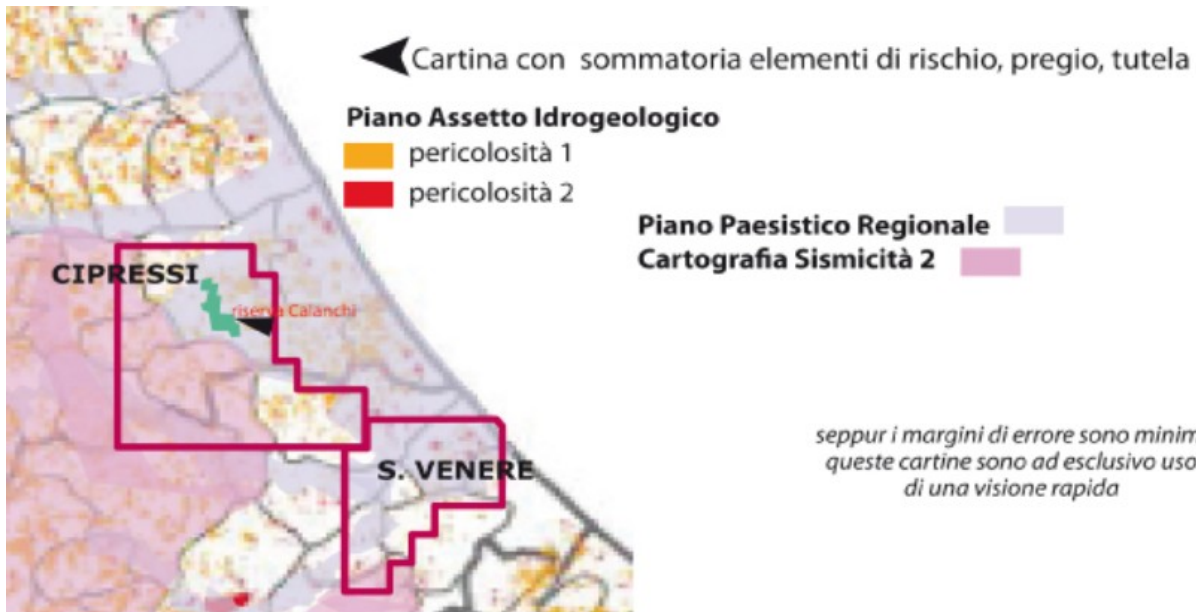 Cartina con sommatoria elementi di rischio, pregio, tutela
Piano Assetto Idrogeologico
pericolosità 1
pericolosità 2
Piano Paesistico Regionale
Cartografia Sismicità 2
CIPRESSI
riserva Calanchi
S. VENERE
seppur i margini di errore sono minim
queste cartine sono ad esclusivo uso
di una visione rapida